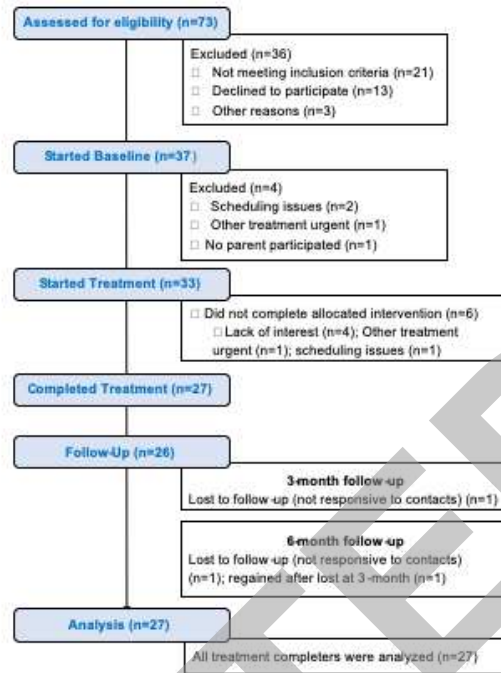 Assessed for eligibility (n=73)
Excluded (n=36)
□ Not meeting inclusion criteria (n=21)
□ Declined to participate (n=13)
□ Other reasons (n=3)
Started Baseline (n=37)
Excluded (n=4)
□ Scheduling issues (n=2)
□ Other treatment urgent (n=1)
□ No parent participated (n=1)
Started Treatment (n=33)
□ Did not complete allocated intervention (n=6)
□ Lack of interest (n=4); Other treatment
urgent (n=1); scheduling issues (n=1)
Completed Treatment (n=27)
Follow-Up (n=26)
3-month follow-up
Lost to follow-up (not responsive to contacts) (n=1)
6-month follow-up
Lost to follow-up (not responsive to contacts)
(n=1); regained after lost at 3-month (n=1)
Analysis (n=27)
All treatment completers were analyzed (n=27)